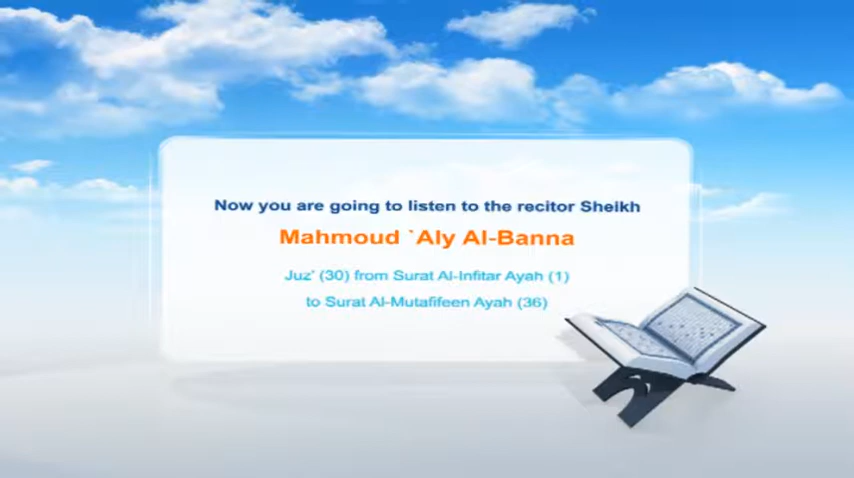 Now you are going to listen to the recitor Sheikh
Mahmoud `Aly Al-Banna
Juz' (30) from Surat Al-Infitar Ayah (1)
to Surat Al-Mutafifeen Ayah (36)